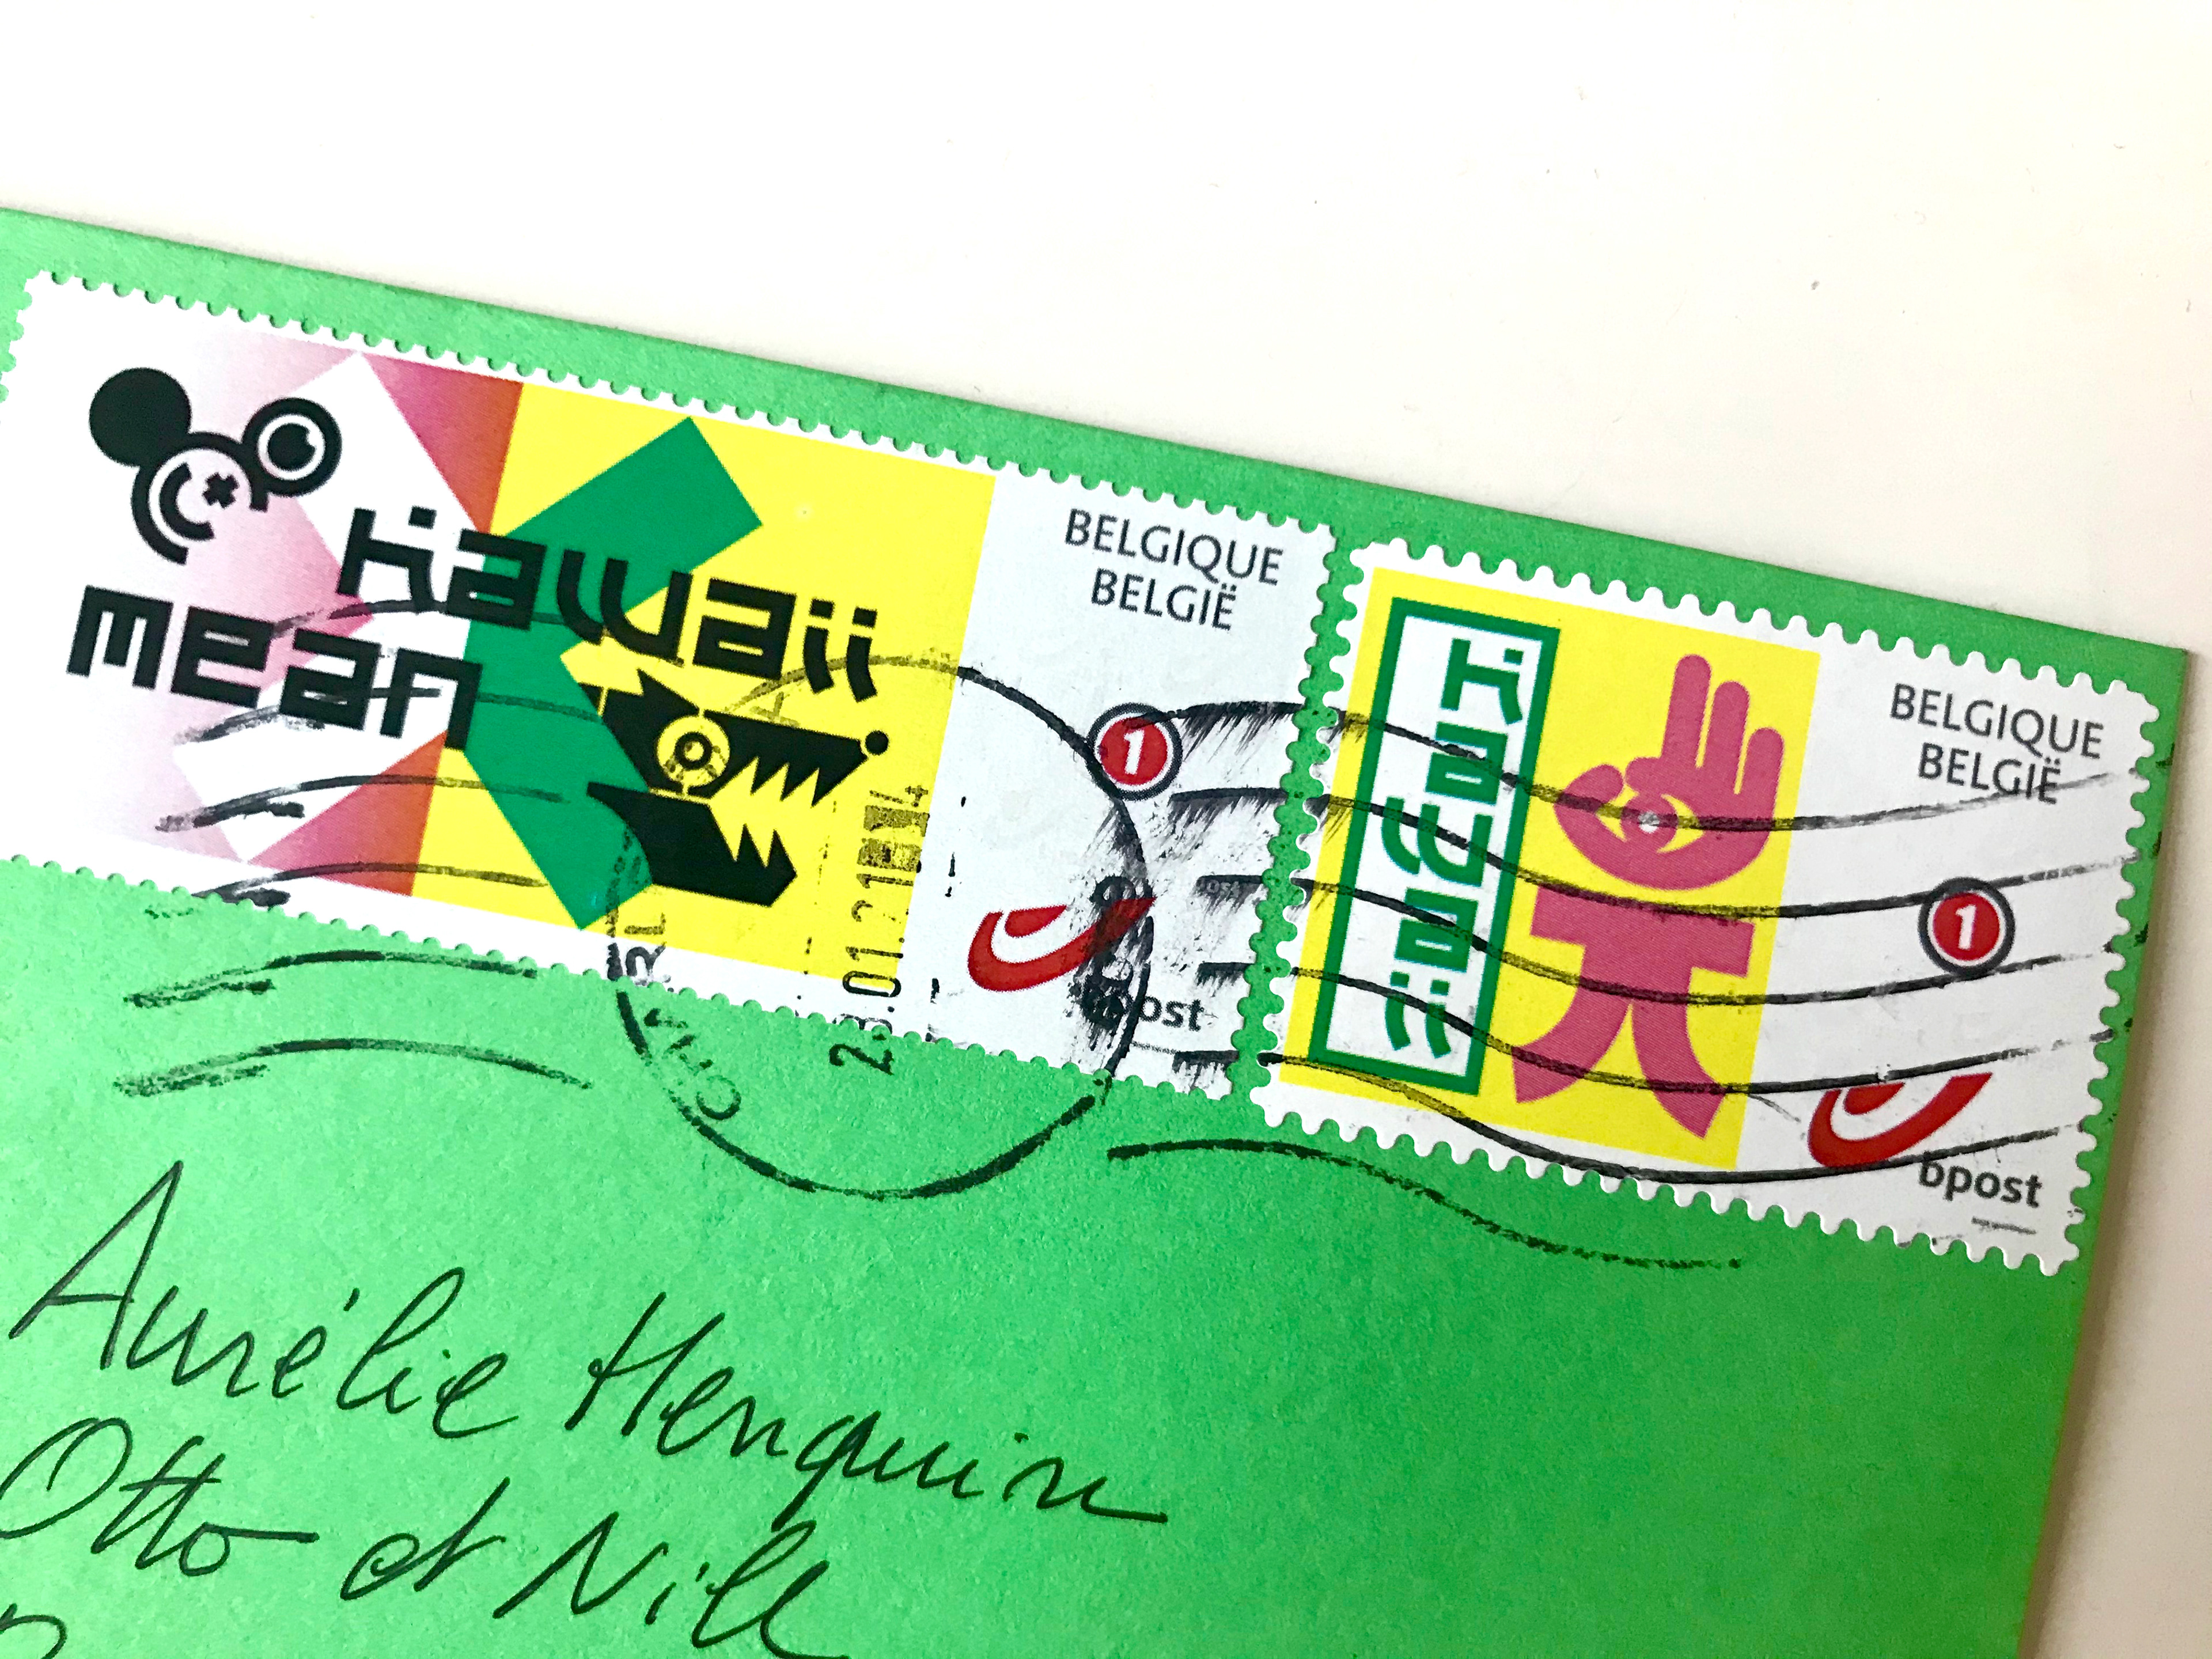 Kawaii
mean
BELGIQUE
BELGIË
1
bpost
Kawaii
BELGIQUE
BELGIË
1
bpost
Aurélie Henquin
Otto et Nill